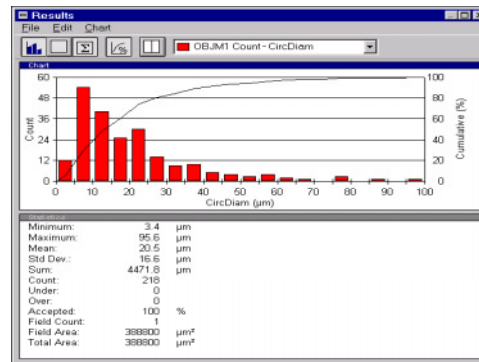 Results
File Edit Chart
Σ % OBJM1 Count - CircDiam
Chart
60 100
48 80
36 60
24 40
12 20
0 0
Count
Cumulative (%)
0 10 20 30 40 50 60 70 80 90 100
CircDiam (µm)
Statistics
Minimum: 3.4 µm
Maximum: 95.6 µm
Mean: 20.5 µm
Std Dev.: 16.6 µm
Sum: 4471.8 µm
Count: 218
Under: 0
Over: 0
Accepted: 100 %
Field Count: 1
Field Area: 388800 µm²
Total Area: 388800 µm²